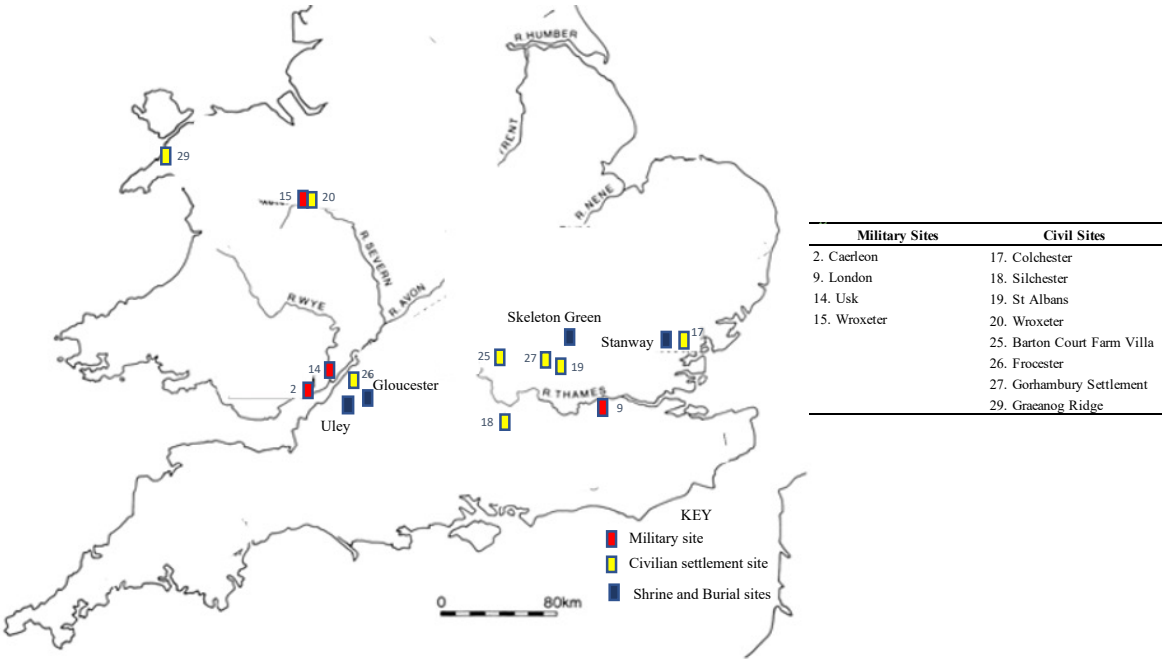 R. HUMBER
RENT
29
15
20
R. NENE
R. SEVERN
R. WYE
R. AVON
Skeleton Green
Stanway
17
25
27
19
14
26
2
Gloucester
R. THAMES
9
18
Uley
KEY
Military site
Civilian settlement site
Shrine and Burial sites
0 80km
Military Sites Civil Sites
2. Caerleon 17. Colchester
9. London 18. Silchester
14. Usk 19. St Albans
15. Wroxeter 20. Wroxeter
25. Barton Court Farm Villa
26. Frocester
27. Gorhambury Settlement
29. Graeanog Ridge